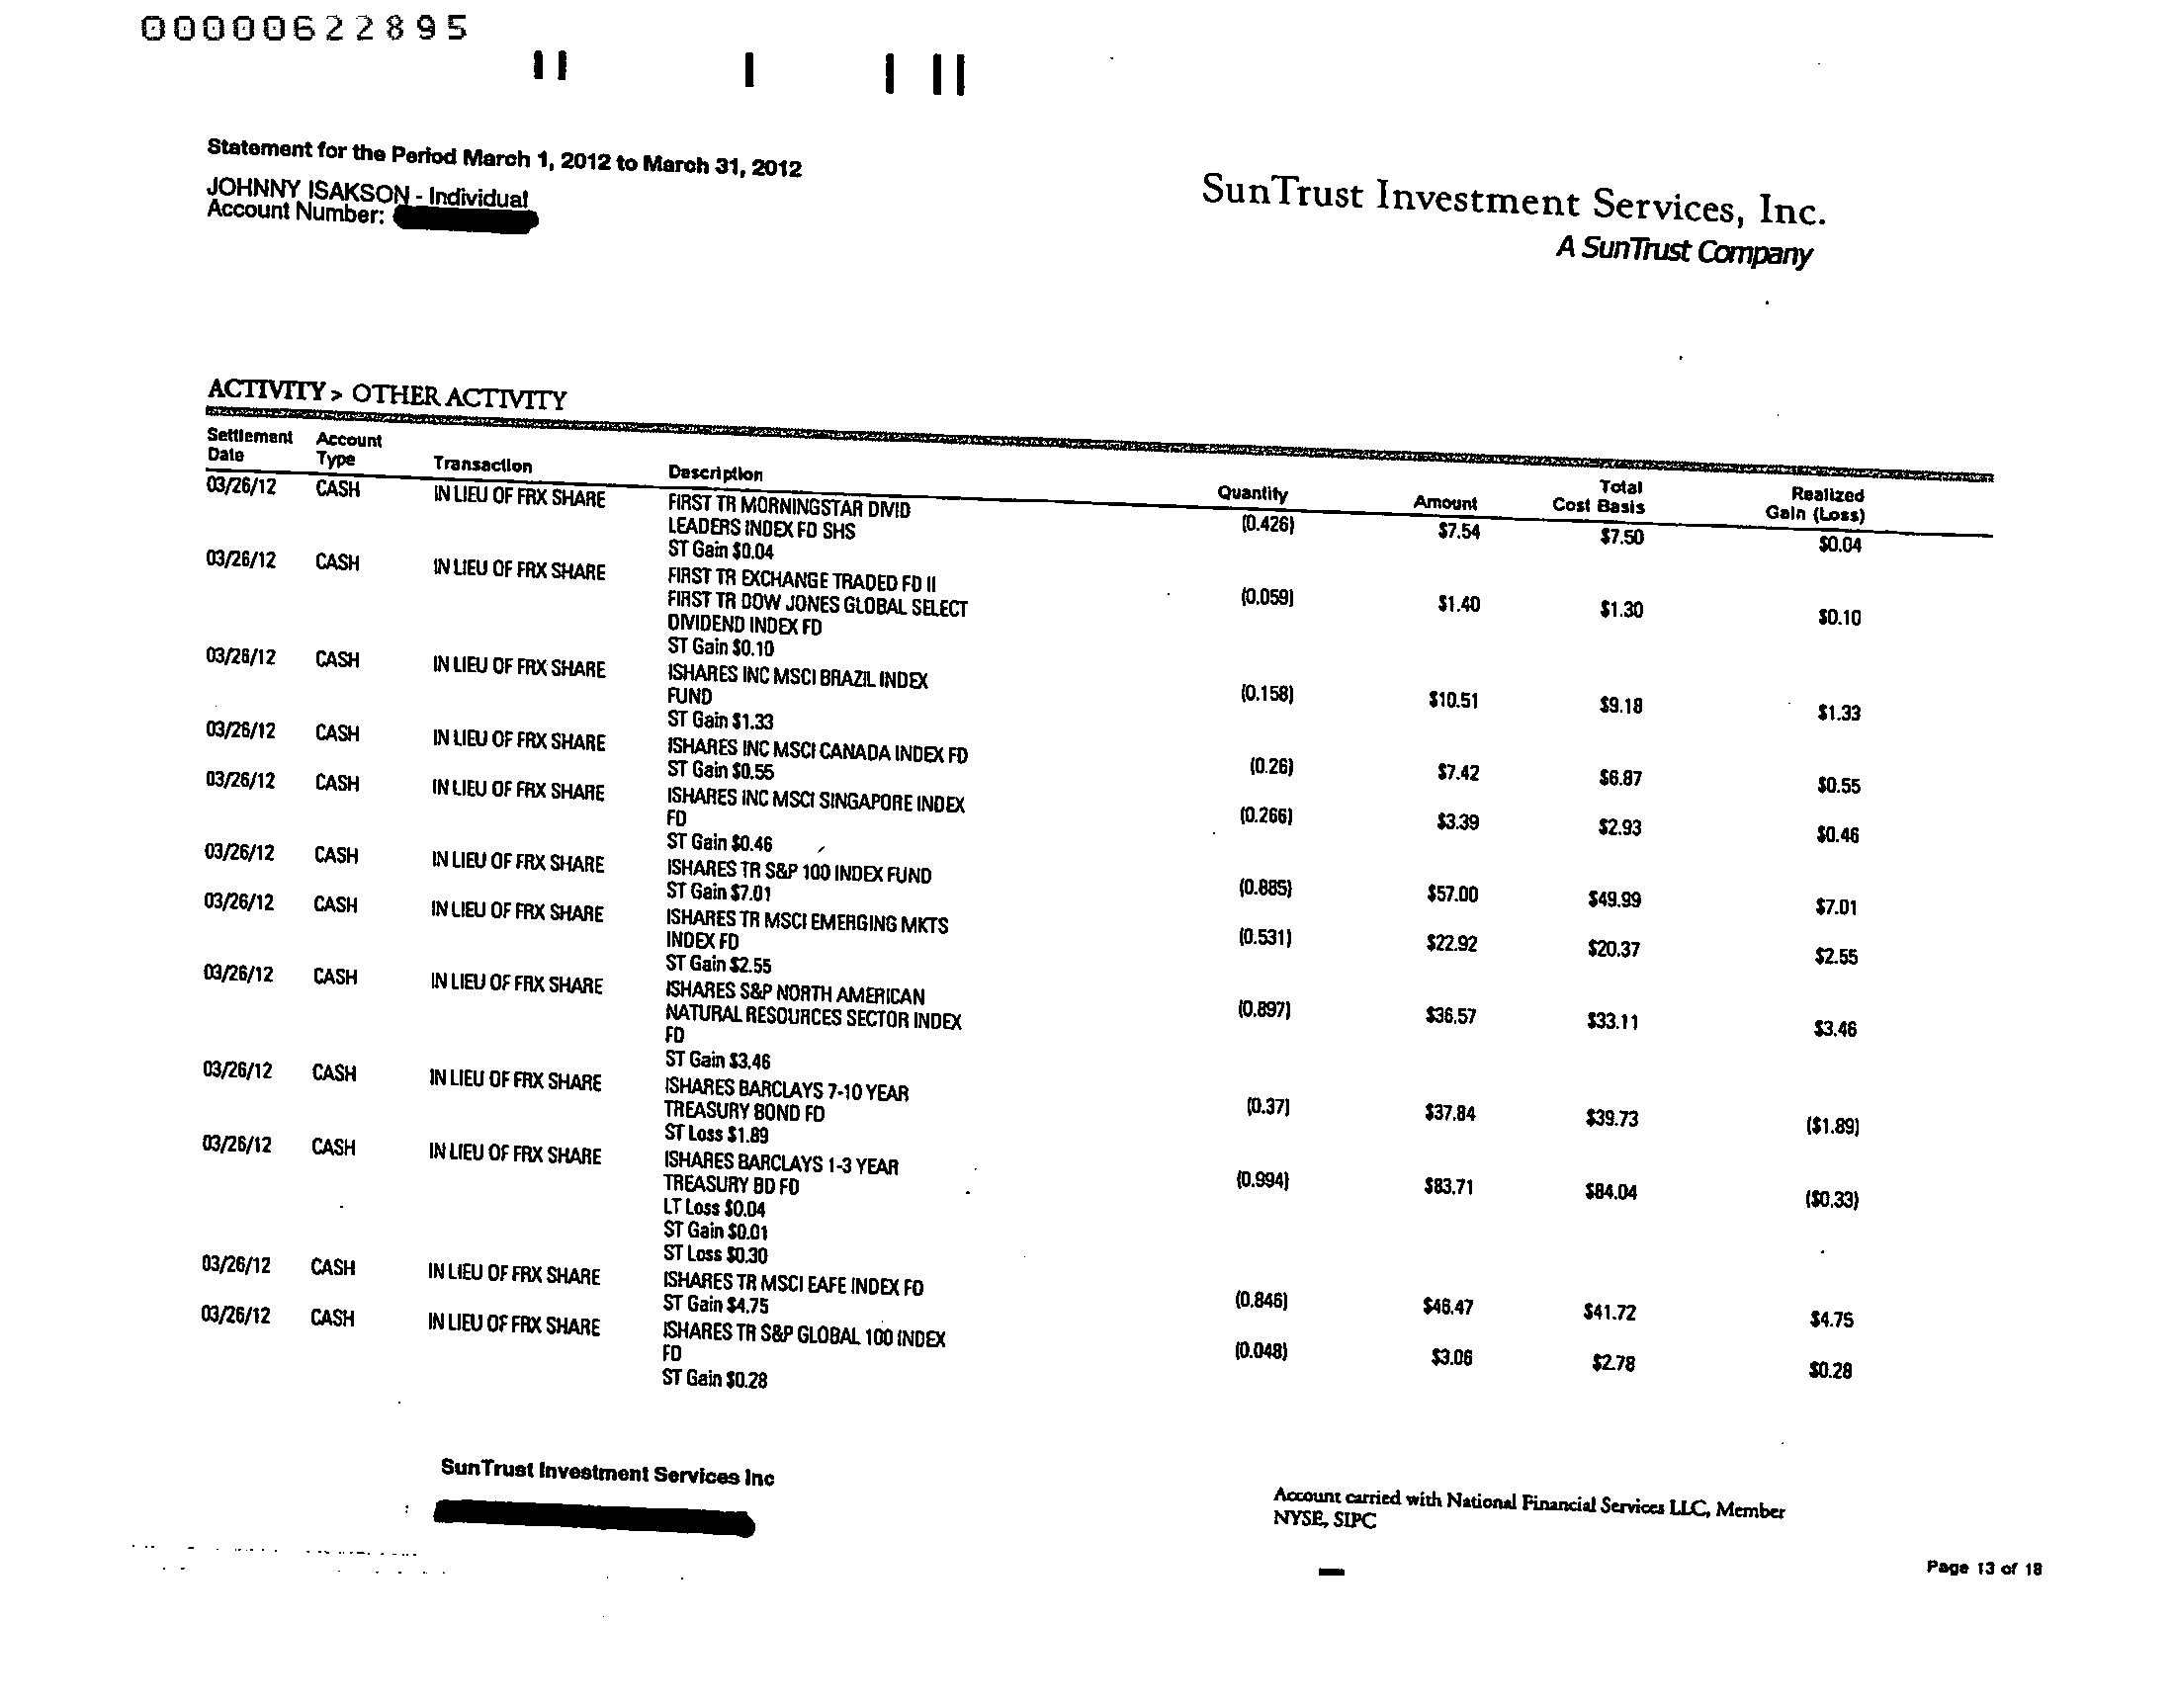 00000622895
Statement for the Period March 1, 2012 to March 31, 2012
JOHNNY ISAKSON - Individual
Account Number:
SunTrust Investment Services, Inc.
A SunTrust Company
ACTIVITY > OTHER ACTIVITY
Settlement Date Account Type Transaction Description Quantity Amount Total Cost Basis Realized Gain (Loss)
03/26/12 CASH IN LIEU OF FRX SHARE FIRST TR MORNINGSTAR DIVID (0.426) $7.54 $7.50 $0.04
LEADERS INDEX FD SHS
ST Gain $0.04
03/26/12 CASH IN LIEU OF FRX SHARE FIRST TR EXCHANGE TRADED FD II (0.059) $1.40 $1.30 $0.10
FIRST TR DOW JONES GLOBAL SELECT
DIVIDEND INDEX FD
ST Gain $0.10
03/26/12 CASH IN LIEU OF FRX SHARE ISHARES INC MSCI BRAZIL INDEX (0.158) $10.51 $9.18 $1.33
FUND
ST Gain $1.33
03/26/12 CASH IN LIEU OF FRX SHARE ISHARES INC MSCI CANADA INDEX FD (0.26) $7.42 $6.87 $0.55
ST Gain $0.55
03/26/12 CASH IN LIEU OF FRX SHARE ISHARES INC MSCI SINGAPORE INDEX (0.266) $3.39 $2.93 $0.46
FD
ST Gain $0.46
03/26/12 CASH IN LIEU OF FRX SHARE ISHARES TR S&P 100 INDEX FUND (0.885) $57.00 $49.99 $7.01
ST Gain $7.01
03/26/12 CASH IN LIEU OF FRX SHARE ISHARES TR MSCI EMERGING MKTS (0.531) $22.92 $20.37 $2.55
INDEX FD
ST Gain $2.55
03/26/12 CASH IN LIEU OF FRX SHARE ISHARES S&P NORTH AMERICAN (0.897) $36.57 $33.11 $3.46
NATURAL RESOURCES SECTOR INDEX
FD
ST Gain $3.46
03/26/12 CASH IN LIEU OF FRX SHARE ISHARES BARCLAYS 7-10 YEAR (0.37) $37.84 $39.73 ($1.89)
TREASURY BOND FD
ST Loss $1.89
03/26/12 CASH IN LIEU OF FRX SHARE ISHARES BARCLAYS 1-3 YEAR (0.994) $83.71 $84.04 ($0.33)
TREASURY BD FD
LT Loss $0.04
ST Gain $0.01
ST Loss $0.30
03/26/12 CASH IN LIEU OF FRX SHARE ISHARES TR MSCI EAFE INDEX FD (0.846) $46.47 $41.72 $4.75
ST Gain $4.75
03/26/12 CASH IN LIEU OF FRX SHARE ISHARES TR S&P GLOBAL 100 INDEX (0.048) $3.06 $2.78 $0.28
FD
ST Gain $0.28
SunTrust Investment Services Inc
Account carried with National Financial Services LLC, Member
NYSE, SIPC
Page 13 of 18